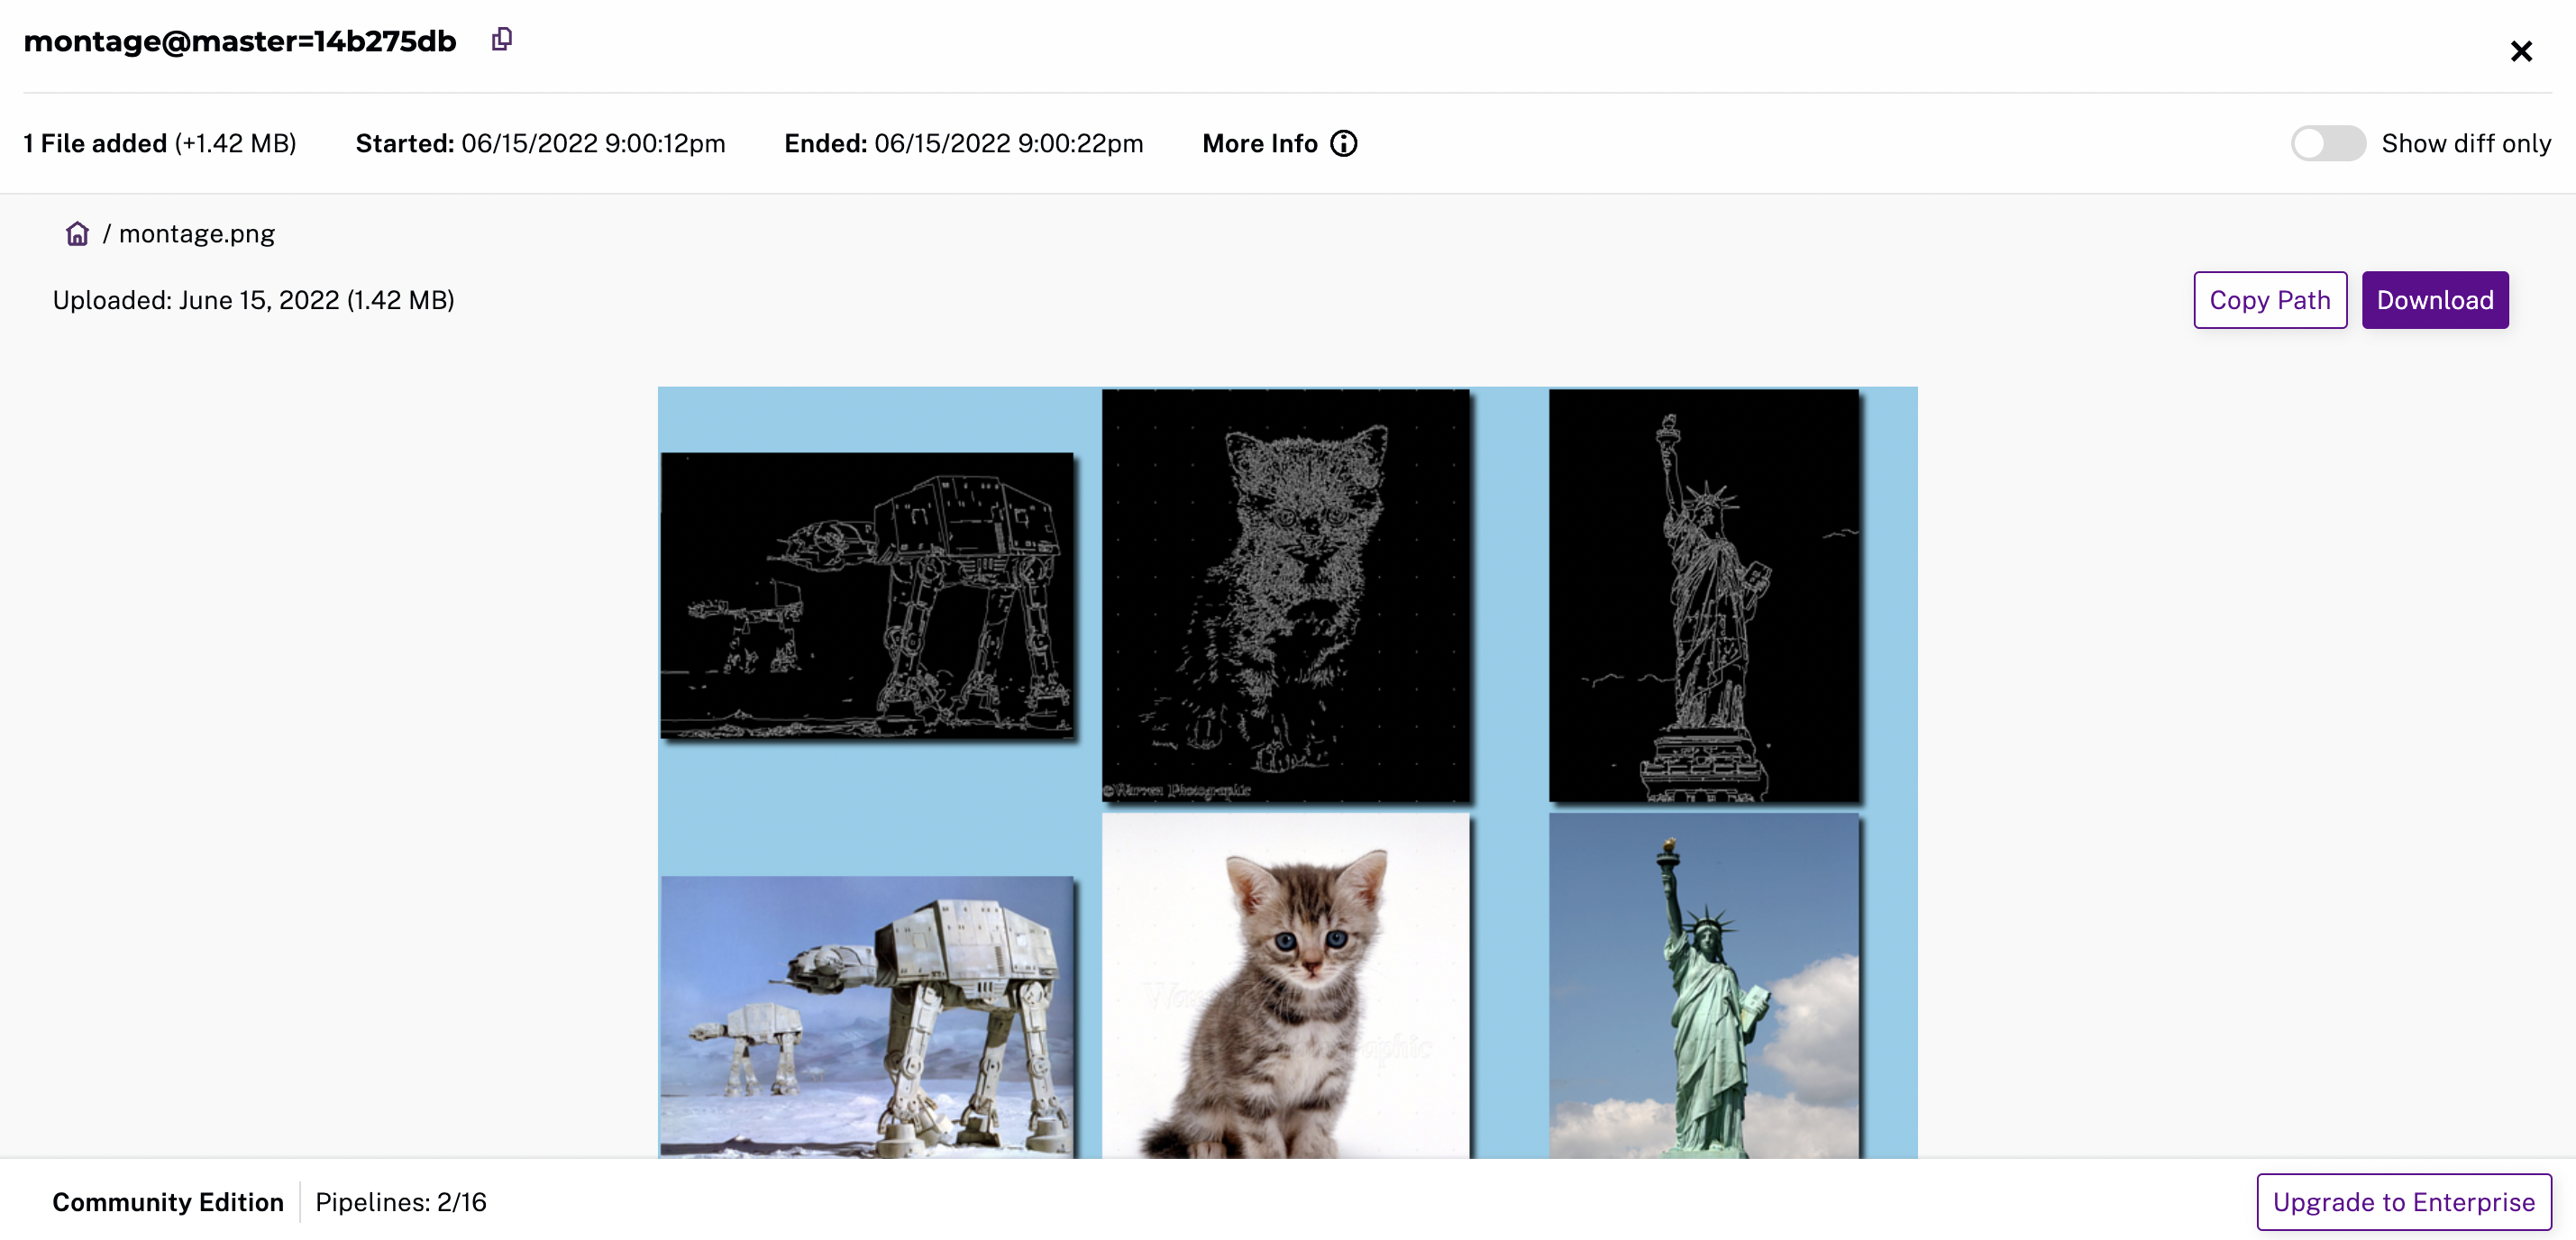 montage@master=14b275db
1 File added (+1.42 MB) Started: 06/15/2022 9:00:12pm Ended: 06/15/2022 9:00:22pm More Info Show diff only
/ montage.png
Uploaded: June 15, 2022 (1.42 MB) Copy Path Download
©Warren Photographic
Community Edition Pipelines: 2/16 Upgrade to Enterprise